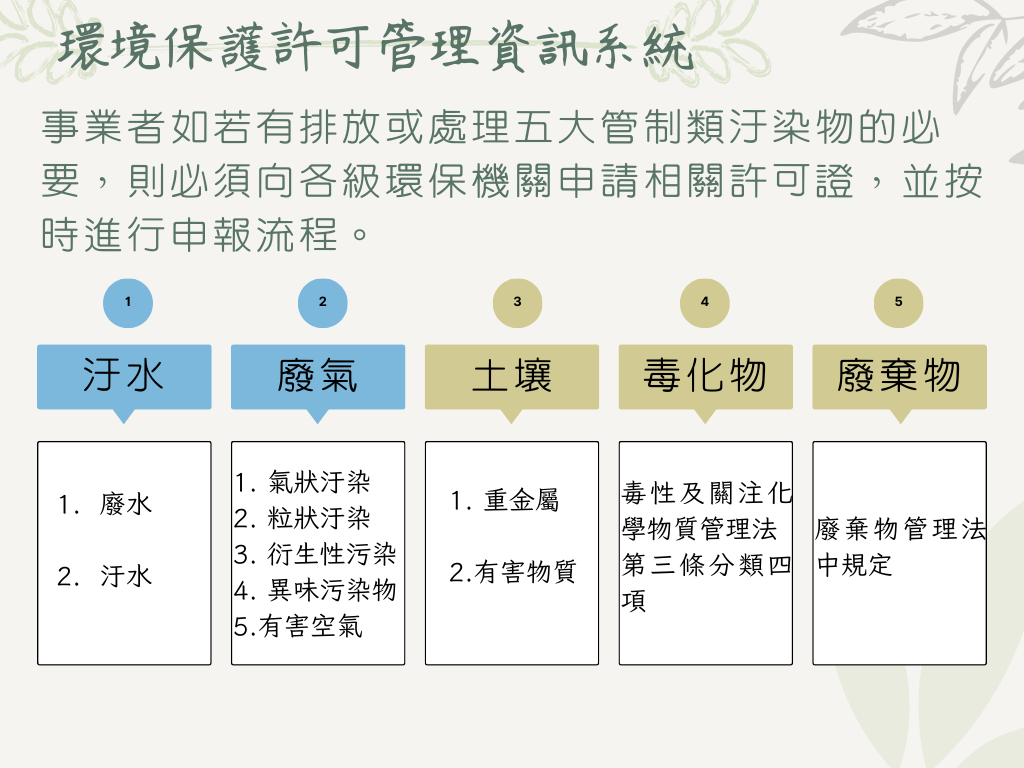 環境保護許可管理資訊系統
事業者如若有排放或處理五大管制類汙染物的必
要，則必須向各級環保機關申請相關許可證，並按
時進行申報流程。
1
2
3
4
5
汙水
廢氣
土壤
毒化物
廢棄物
1. 廢水
2. 汙水
1. 氣狀汙染
2. 粒狀汙染
3. 衍生性污染
4. 異味污染物
5.有害空氣
1. 重金屬
2.有害物質
毒性及關注化
學物質管理法
第三條分類四
項
廢棄物管理法
中規定